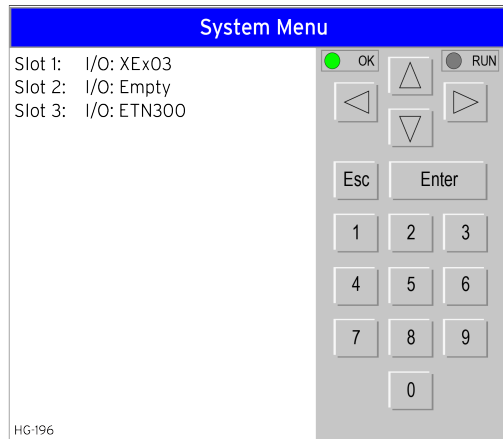 System Menu
Slot 1: I/O: XEx03
Slot 2: I/O: Empty
Slot 3: I/O: ETN300
OK
RUN
Esc
Enter
1 2 3
4 5 6
7 8 9
0
HG-196